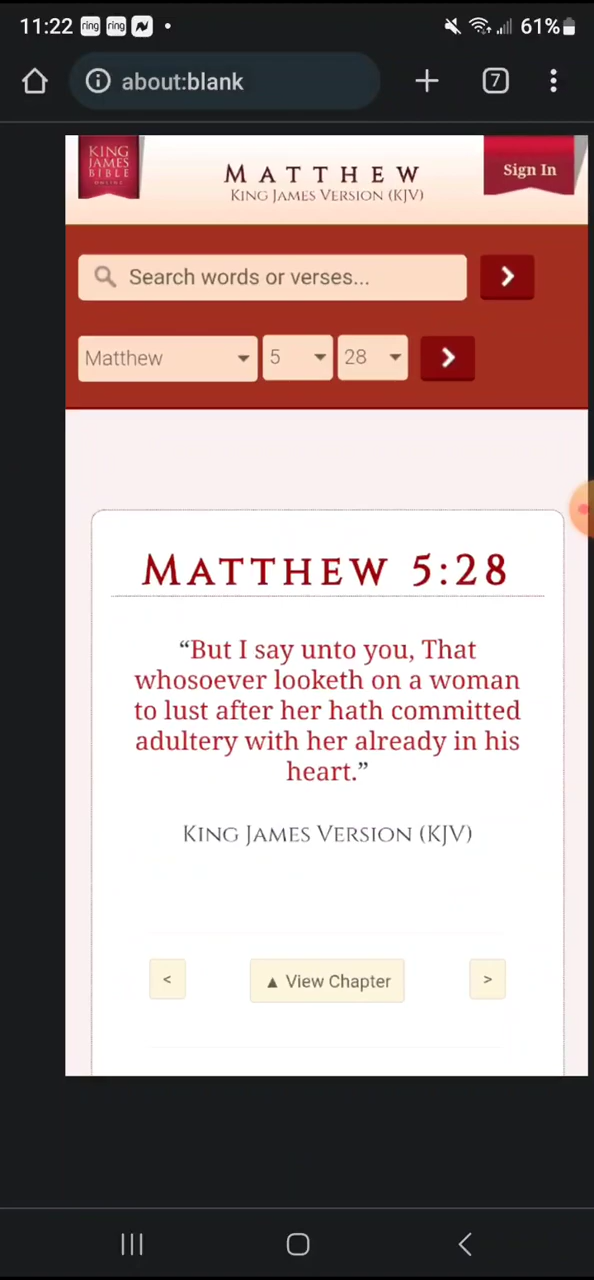 11:22 ring ring 61%
about:blank 7
KING JAMES BIBLE ONLINE
MATTHEW
KING JAMES VERSION (KJV)
Sign In
Search words or verses...
Matthew 5 28
MATTHEW 5:28
“But I say unto you, That
whosoever looketh on a woman
to lust after her hath committed
adultery with her already in his
heart.”
KING JAMES VERSION (KJV)
< ▲ View Chapter >